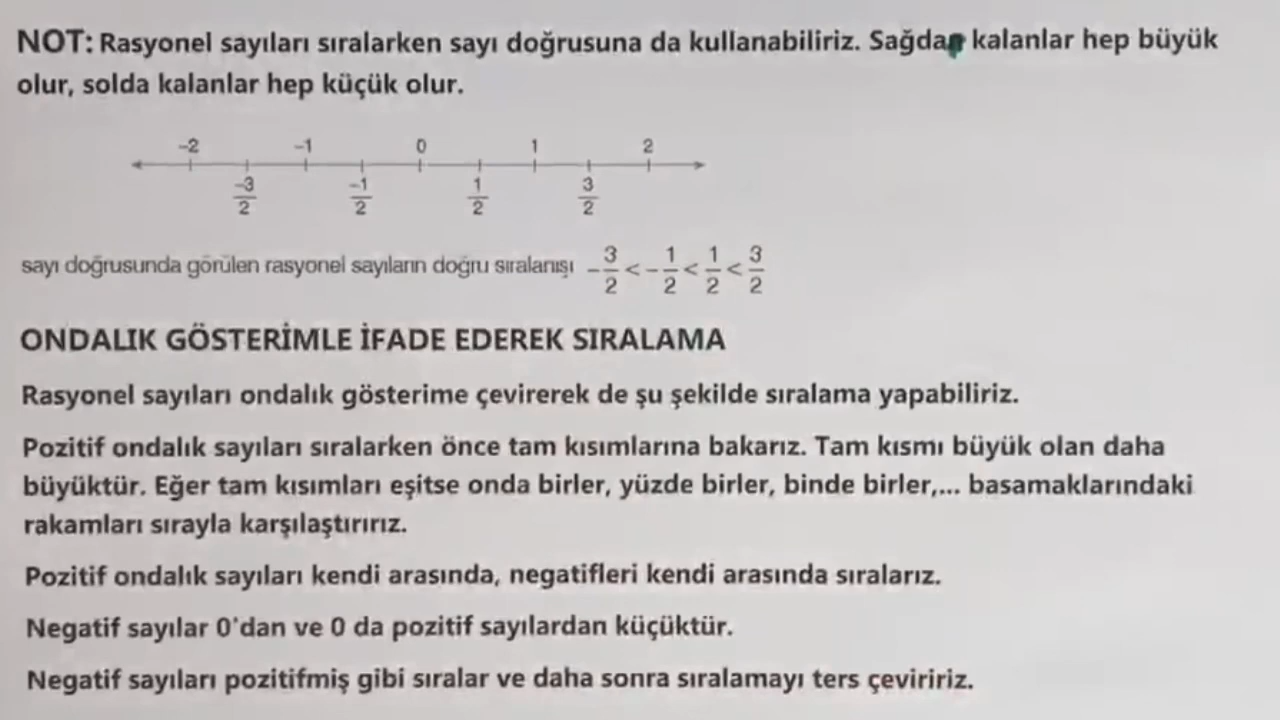 NOT: Rasyonel sayıları sıralarken sayı doğrusuna da kullanabiliriz. Sağdan kalanlar hep büyük
olur, solda kalanlar hep küçük olur.
-2 -1 0 1 2
-3/2 -1/2 1/2 3/2
sayı doğrusunda görülen rasyonel sayıların doğru sıralanışı -3/2 < -1/2 < 1/2 < 3/2
ONDALIK GÖSTERİMLE İFADE EDEREK SIRALAMA
Rasyonel sayıları ondalık gösterime çevirerek de şu şekilde sıralama yapabiliriz.
Pozitif ondalık sayıları sıralarken önce tam kısımlarına bakarız. Tam kısmı büyük olan daha
büyüktür. Eğer tam kısımları eşitse onda birler, yüzde birler, binde birler,... basamaklarındaki
rakamları sırayla karşılaştırırız.
Pozitif ondalık sayıları kendi arasında, negatifleri kendi arasında sıralarız.
Negatif sayılar 0'dan ve 0 da pozitif sayılardan küçüktür.
Negatif sayıları pozitifmiş gibi sıralar ve daha sonra sıralamayı ters çeviririz.